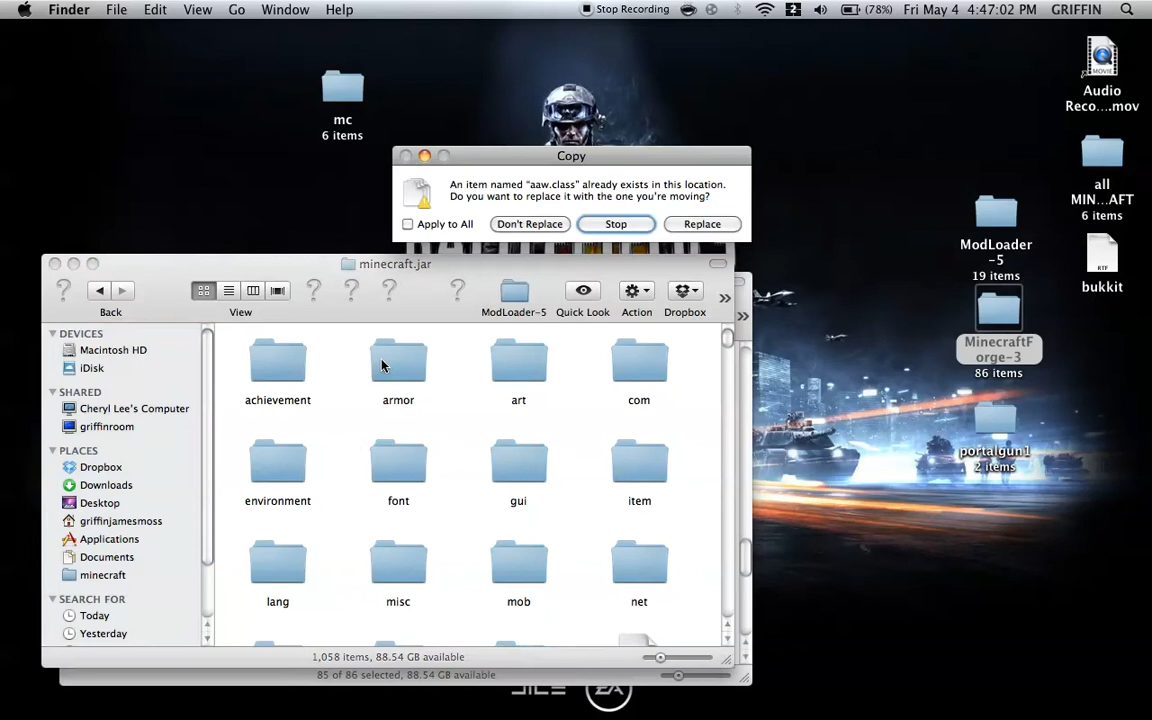 Finder File Edit View Go Window Help
Stop Recording 2 (78%) Fri May 4 4:47:02 PM GRIFFIN
Audio
Reco....mov
MOVIE
mc
6 items
all
MIN...AFT
6 items
ModLoader
-5
19 items
RTF
bukkit
MinecraftF
orge-3
86 items
portalgun1
2 items
Copy
An item named “aaw.class” already exists in this location.
Do you want to replace it with the one you’re moving?
Apply to All Don't Replace Stop Replace
minecraft.jar
Back View ModLoader-5 Quick Look Action Dropbox
DEVICES
Macintosh HD
iDisk
SHARED
Cheryl Lee's Computer
griffinroom
PLACES
Dropbox
Downloads
Desktop
griffinjamesmoss
Applications
Documents
minecraft
SEARCH FOR
Today
Yesterday
achievement armor art com
environment font gui item
lang misc mob net
1,058 items, 88.54 GB available
85 of 86 selected, 88.54 GB available
EA